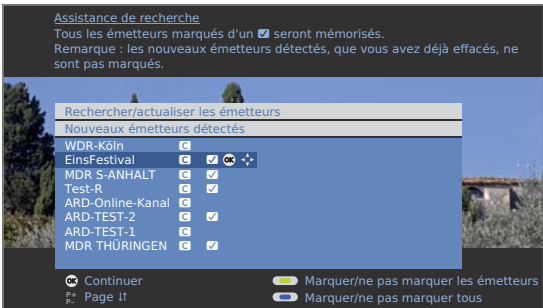 Assistance de recherche
Tous les émetteurs marqués d'un ☑ seront mémorisés.
Remarque : les nouveaux émetteurs détectés, que vous avez déjà effacés, ne
sont pas marqués.
Rechercher/actualiser les émetteurs
Nouveaux émetteurs détectés
WDR-Köln C
EinsFestival C ☑ OK
MDR S-ANHALT C ☑
Test-R C ☑
ARD-Online-Kanal C
ARD-TEST-2 C ☑
ARD-TEST-1 C
MDR THÜRINGEN C ☑
OK Continuer
Marquer/ne pas marquer les émetteurs
P+
P– Page ↓↑
Marquer/ne pas marquer tous